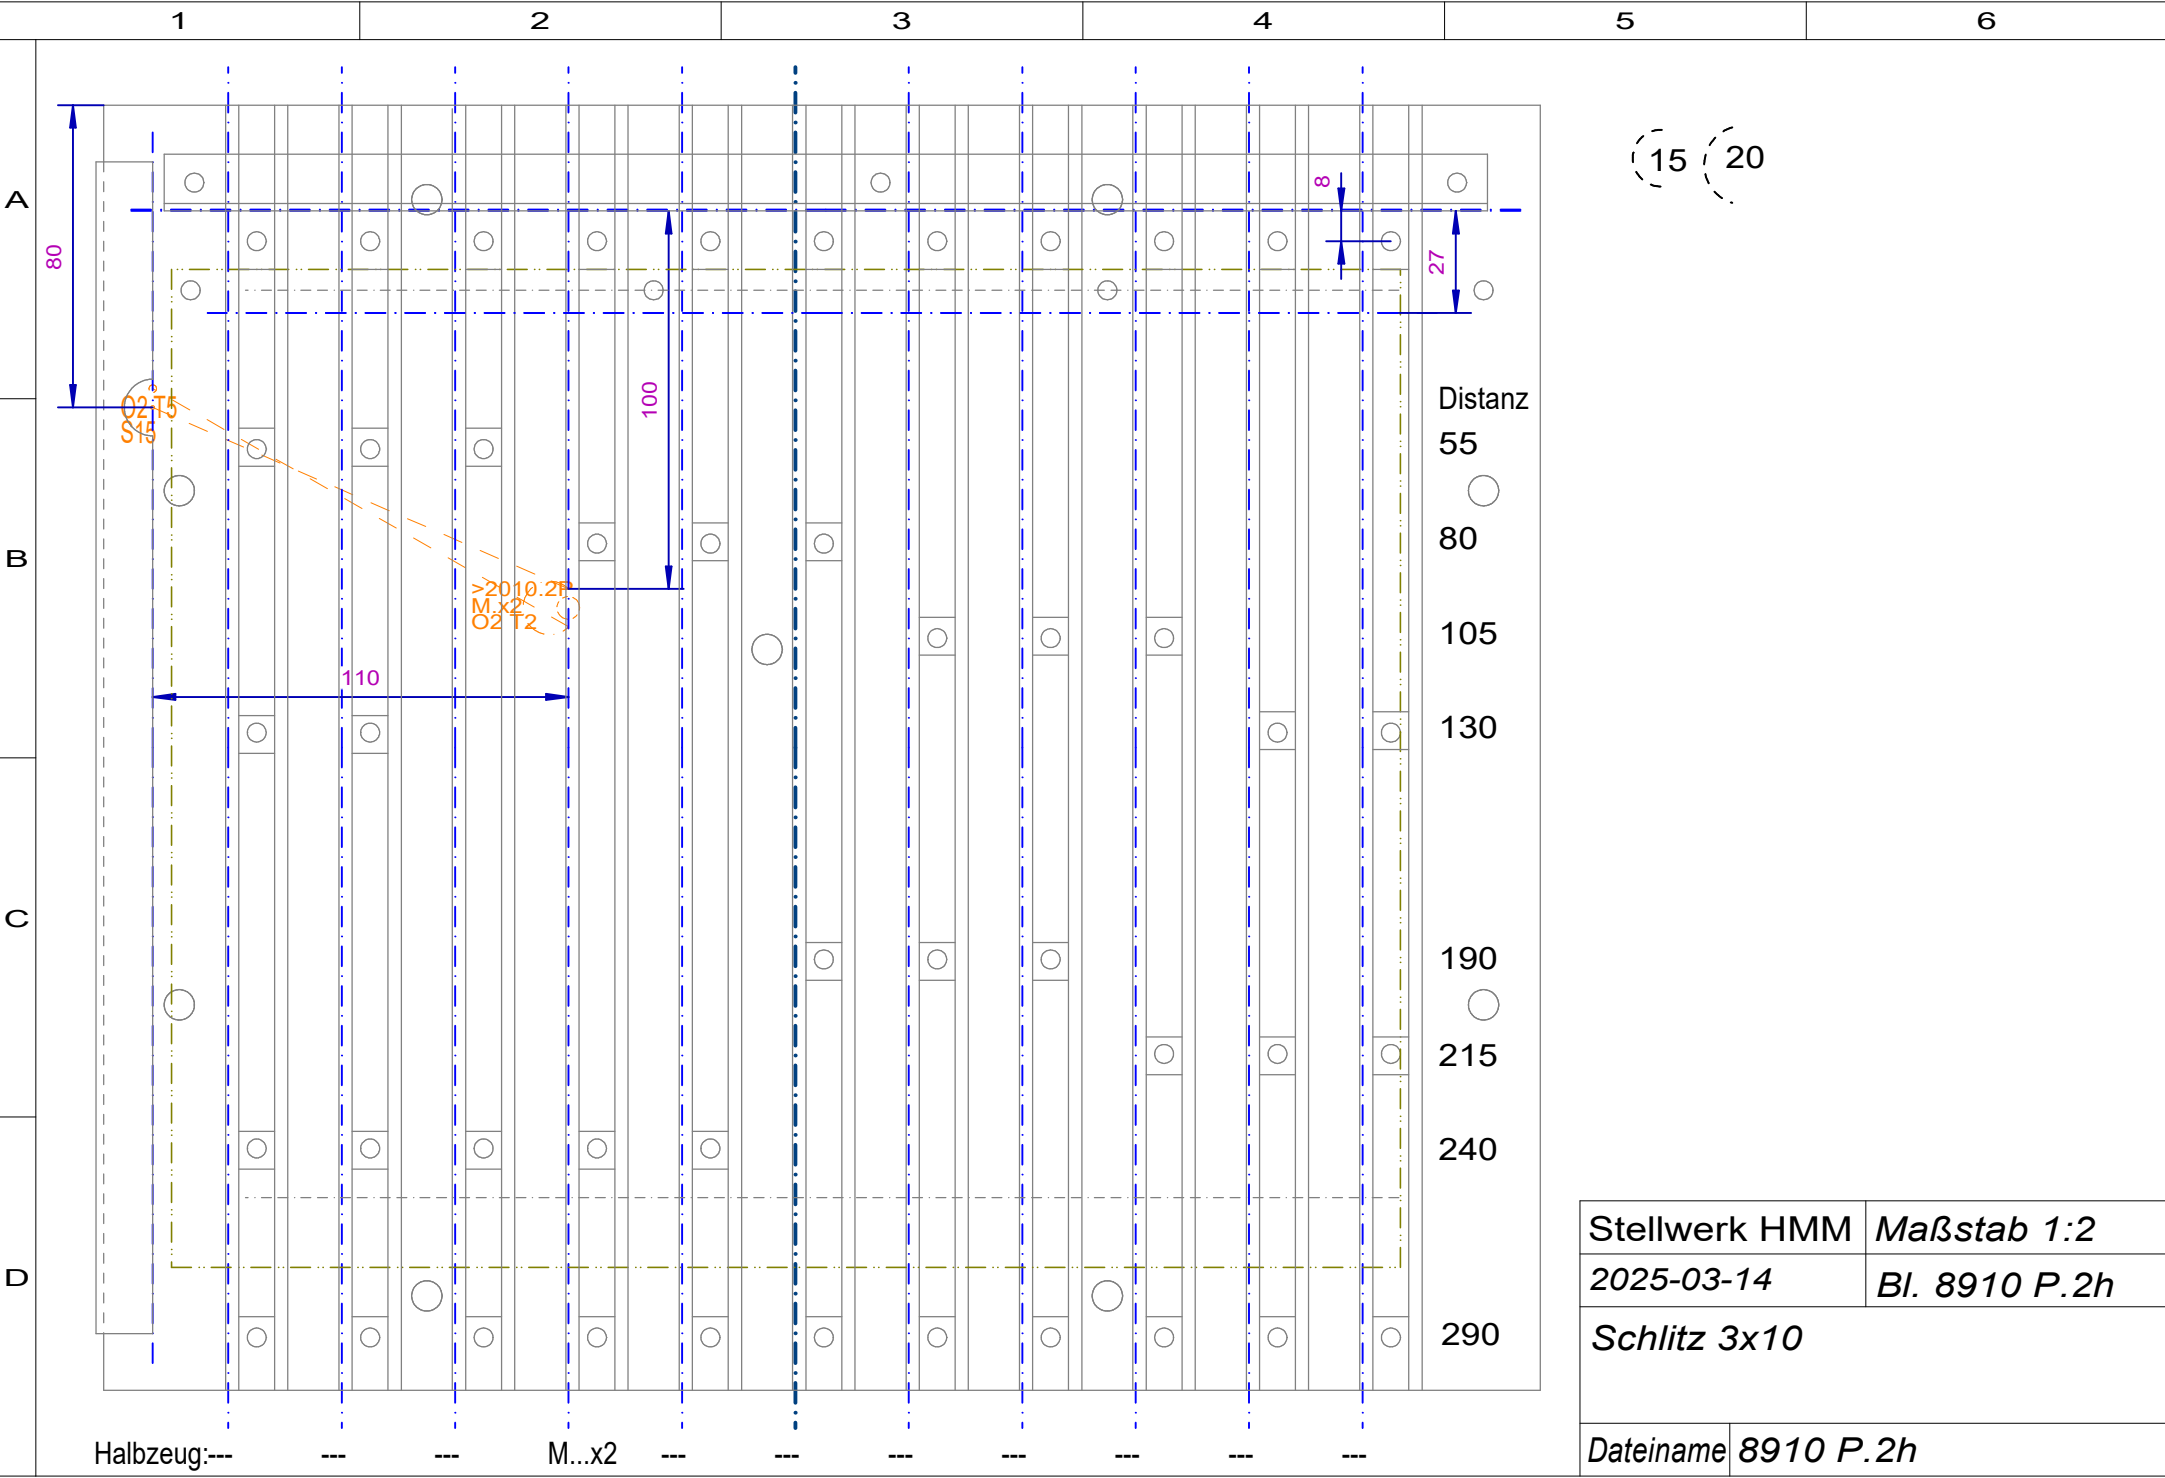 1 2 3 4 5 6
A
15 20
8
80
27
100
Distanz
O2 T5
S15
55
80
B
>2010.2F
M.x2
O2 T2
105
110
130
C
190
215
240
D
290
Stellwerk HMM Maßstab 1:2
2025-03-14 Bl. 8910 P.2h
Schlitz 3x10
Dateiname 8910 P.2h
Halbzeug:--- --- --- M...x2 --- --- --- --- --- --- ---